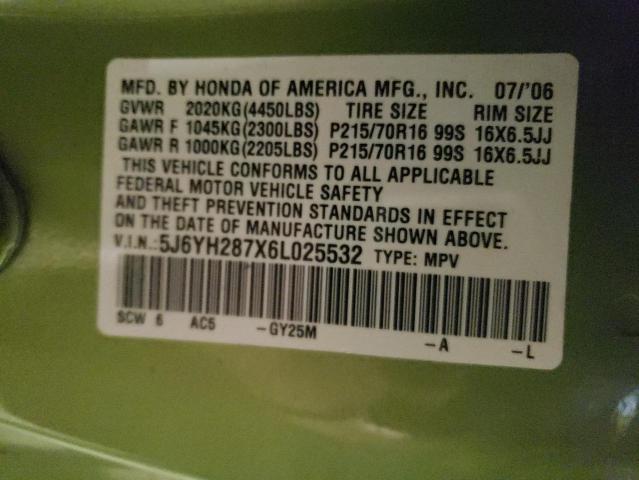 MFD. BY HONDA OF AMERICA MFG., INC. 07/'06
GVWR 2020KG(4450LBS) TIRE SIZE RIM SIZE
GAWR F 1045KG(2300LBS) P215/70R16 99S 16X6.5JJ
GAWR R 1000KG(2205LBS) P215/70R16 99S 16X6.5JJ
THIS VEHICLE CONFORMS TO ALL APPLICABLE
FEDERAL MOTOR VEHICLE SAFETY
AND THEFT PREVENTION STANDARDS IN EFFECT
ON THE DATE OF MANUFACTURE SHOWN ABOVE.
V.I.N.:5J6YH287X6L025532 TYPE: MPV
SCW 6 AC5 -GY25M -A -L